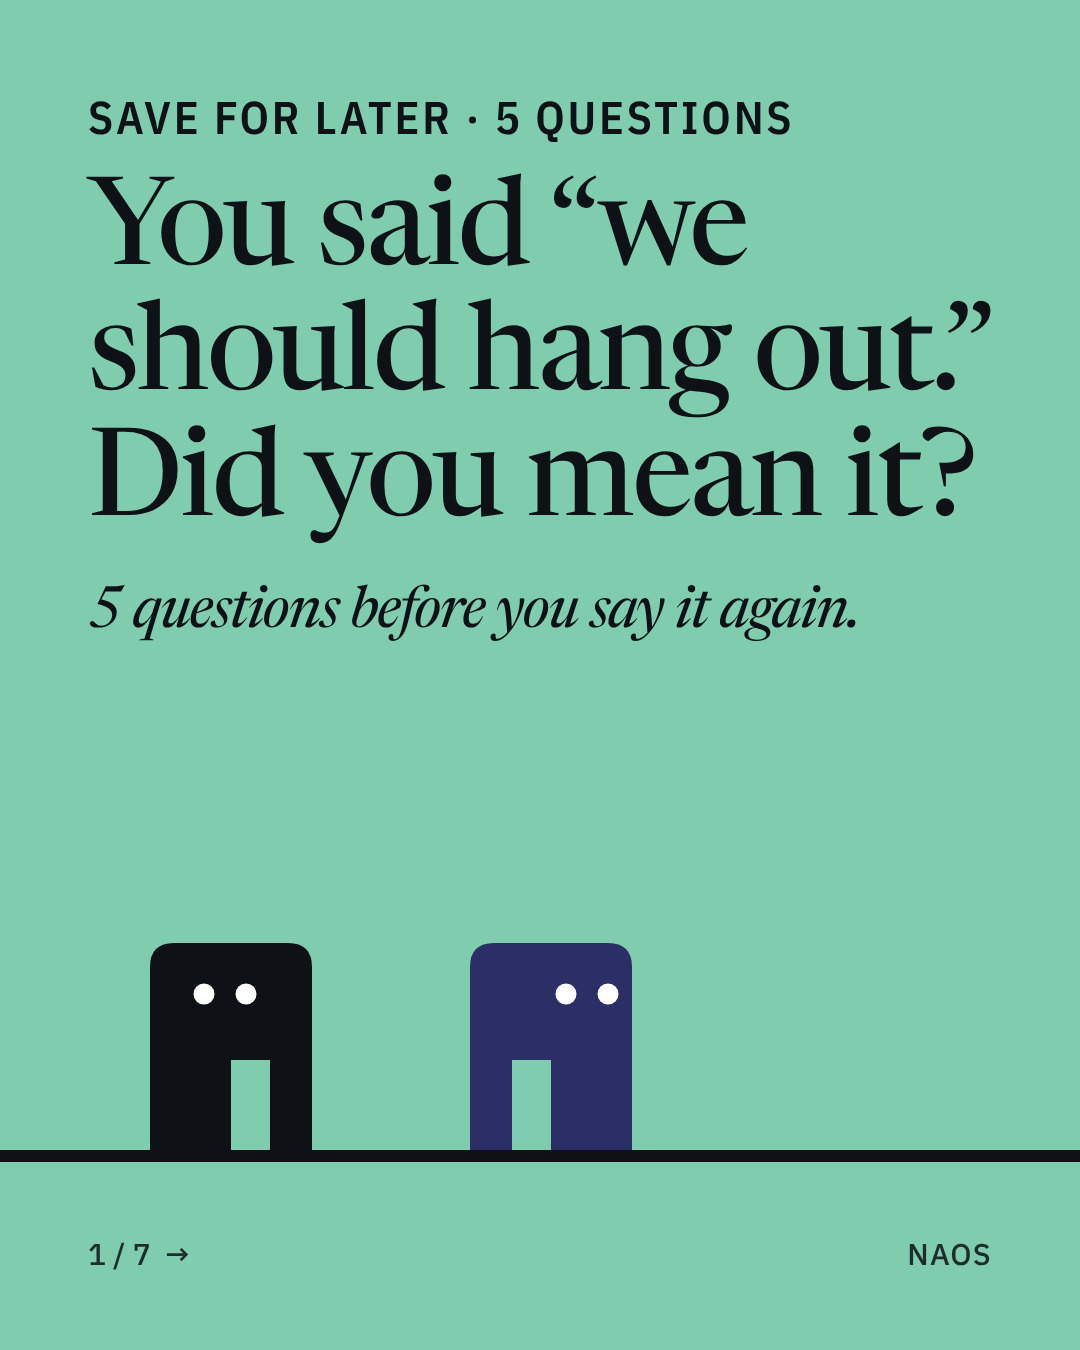 SAVE FOR LATER · 5 QUESTIONS
You said “we
should hang out.”
Did you mean it?
5 questions before you say it again.
1/7 →
NAOS